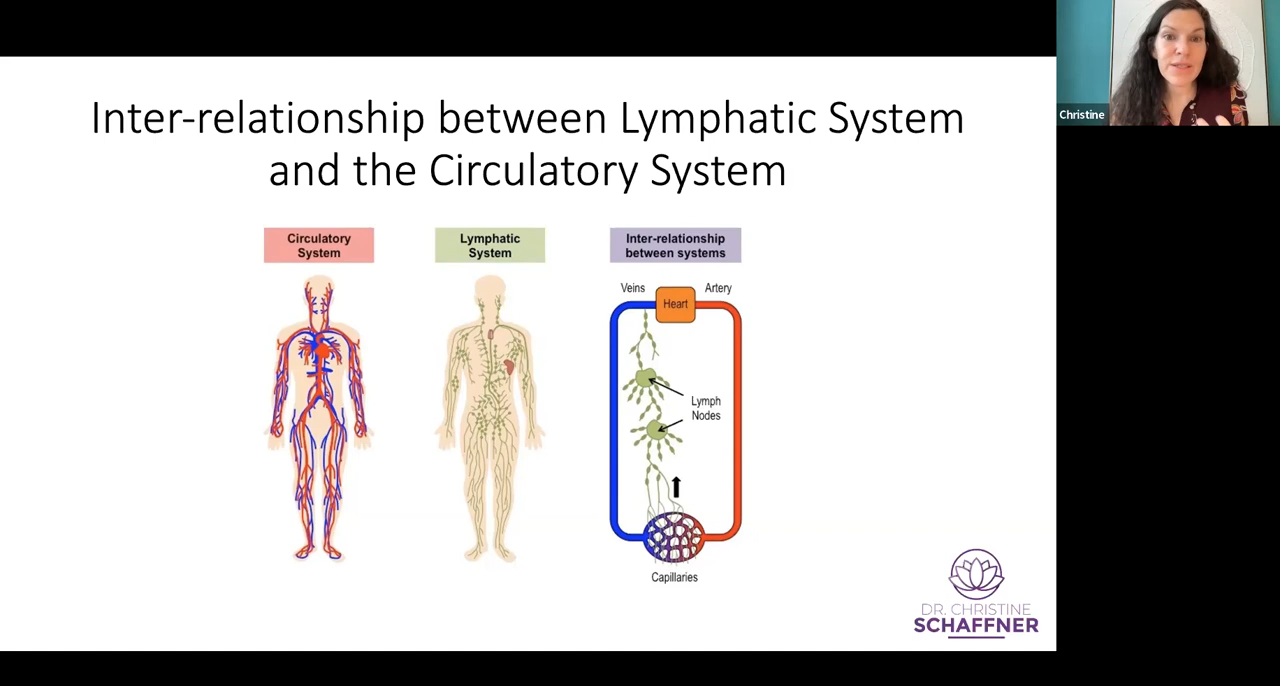 Inter-relationship between Lymphatic System
and the Circulatory System
Circulatory
System
Lymphatic
System
Inter-relationship
between systems
Veins
Heart
Artery
Lymph
Nodes
Capillaries
DR. CHRISTINE
SCHAFFNER
Christine